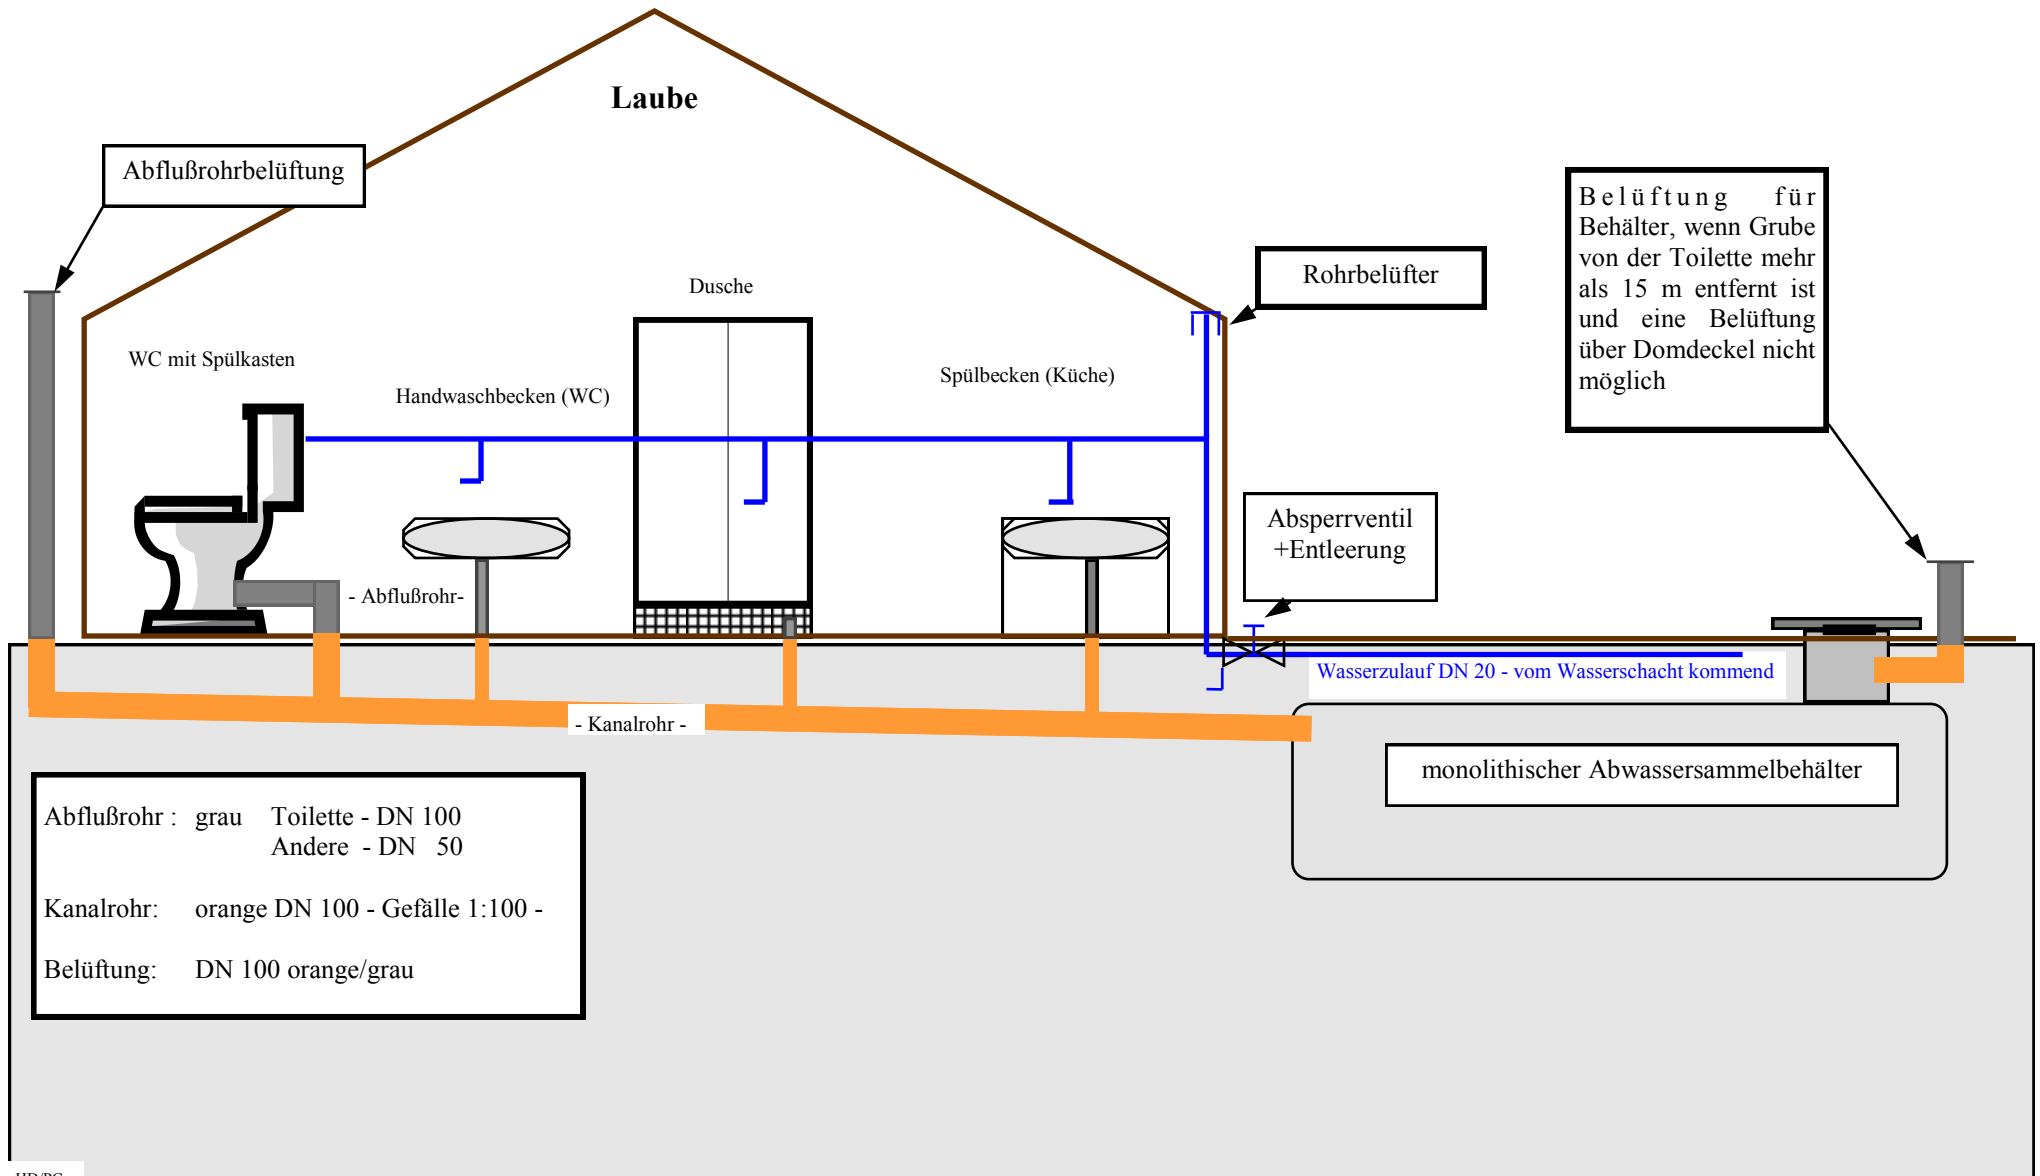 Laube
Abflußrohrbelüftung
Belüftung für
Behälter, wenn Grube
von der Toilette mehr
als 15 m entfernt ist
und eine Belüftung
über Domdeckel nicht
möglich
Rohrbelüfter
Dusche
WC mit Spülkasten
Handwaschbecken (WC)
Spülbecken (Küche)
Absperrventil
+Entleerung
- Abflußrohr-
Wasserzulauf DN 20 - vom Wasserschacht kommend
- Kanalrohr -
monolithischer Abwassersammelbehälter
Abflußrohr : grau Toilette - DN 100
Andere - DN 50
Kanalrohr: orange DN 100 - Gefälle 1:100 -
Belüftung: DN 100 orange/grau